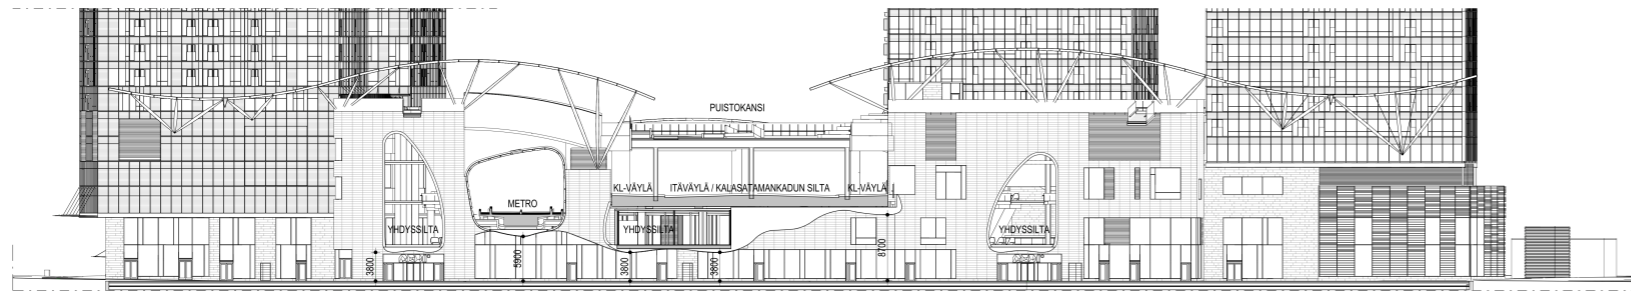 PUISTOKANSI
KL-VÄYLÄ ITÄVÄYLÄ / KALASATAMANKADUN SILTA KL-VÄYLÄ
METRO
YHDYSSILTA YHDYSSILTA YHDYSSILTA
3800 5900 3800 3800 8700